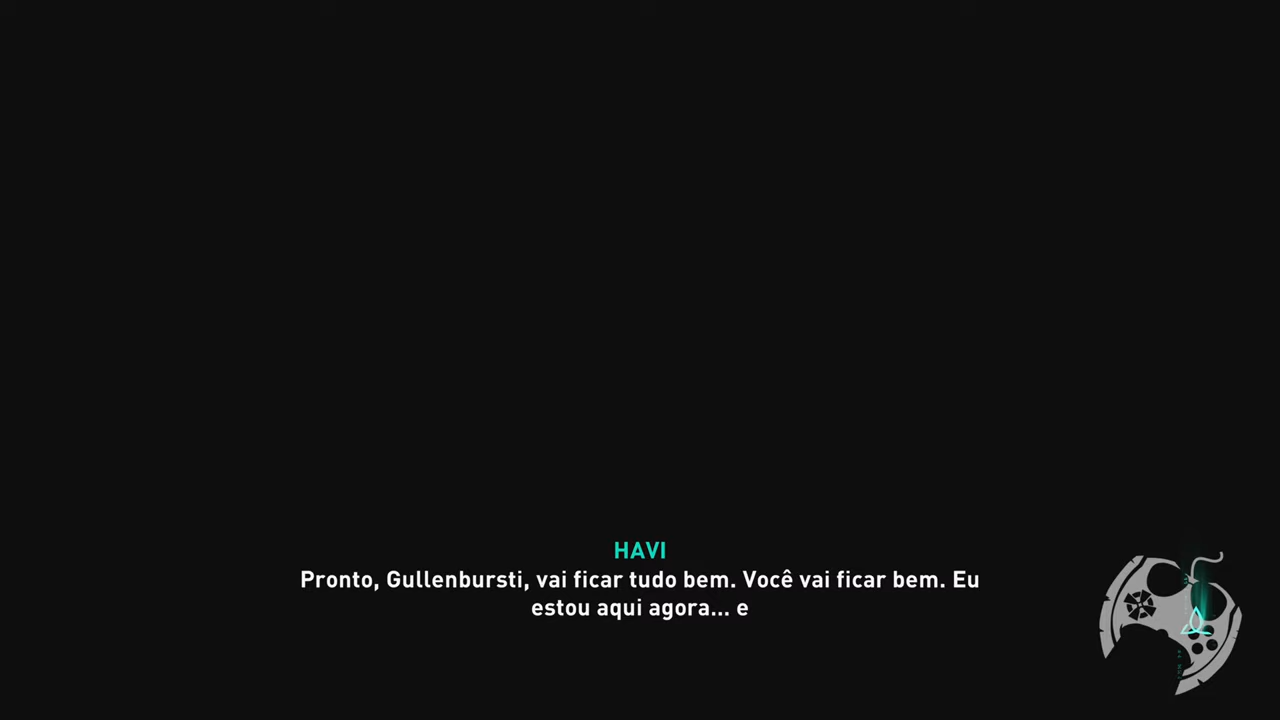 HAVI
Pronto, Gullenbursti, vai ficar tudo bem. Você vai ficar bem. Eu
estou aqui agora... e